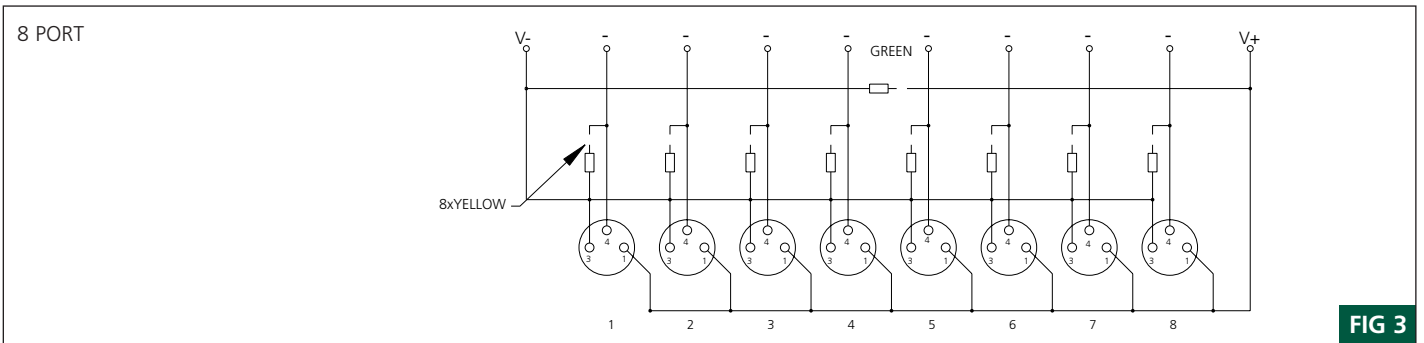 8 PORT
V- - - - - - - - - V+
GREEN
8xYELLOW
4 4 4 4 4 4 4 4
3 1 3 1 3 1 3 1 3 1 3 1 3 1 3 1
1 2 3 4 5 6 7 8
FIG 3